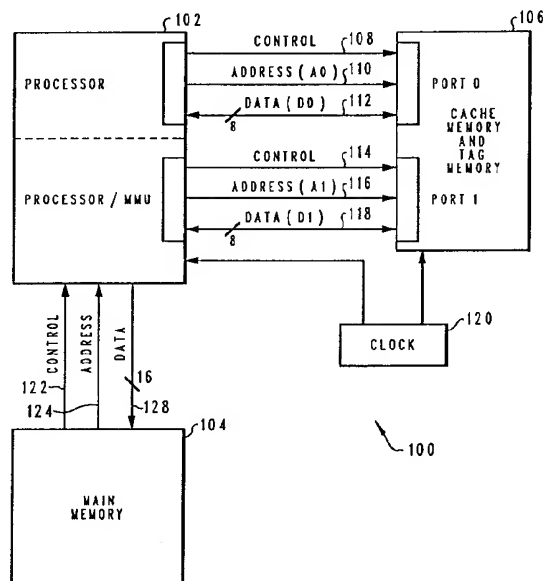 102
106
CONTROL
108
PROCESSOR
ADDRESS (A0)
110
PORT 0
DATA (D0)
112
8
CACHE
MEMORY
AND
TAG
MEMORY
CONTROL
114
ADDRESS (A1)
116
PROCESSOR / MMU
PORT 1
DATA (D1)
118
8
120
CLOCK
CONTROL
ADDRESS
DATA
122
124
16
128
104
100
MAIN
MEMORY